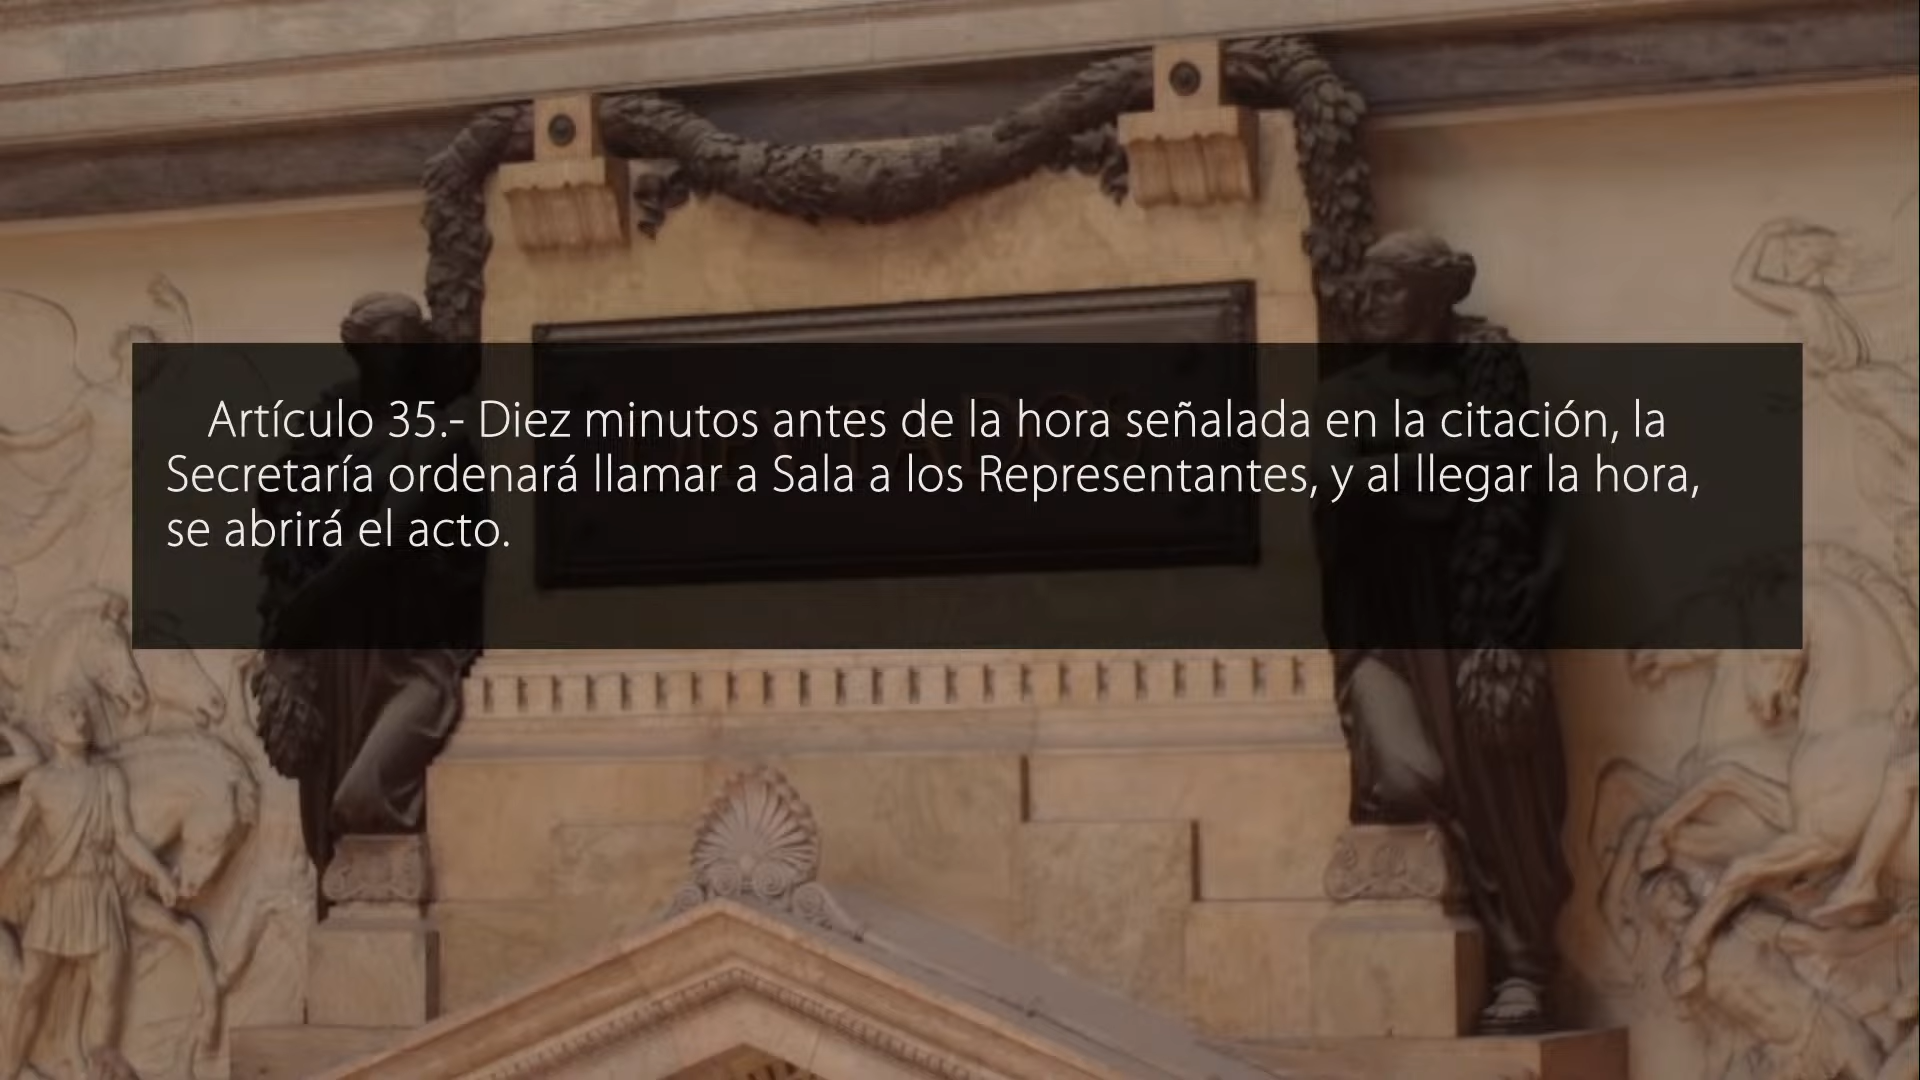 Artículo 35.- Diez minutos antes de la hora señalada en la citación, la
Secretaría ordenará llamar a Sala a los Representantes, y al llegar la hora,
se abrirá el acto.